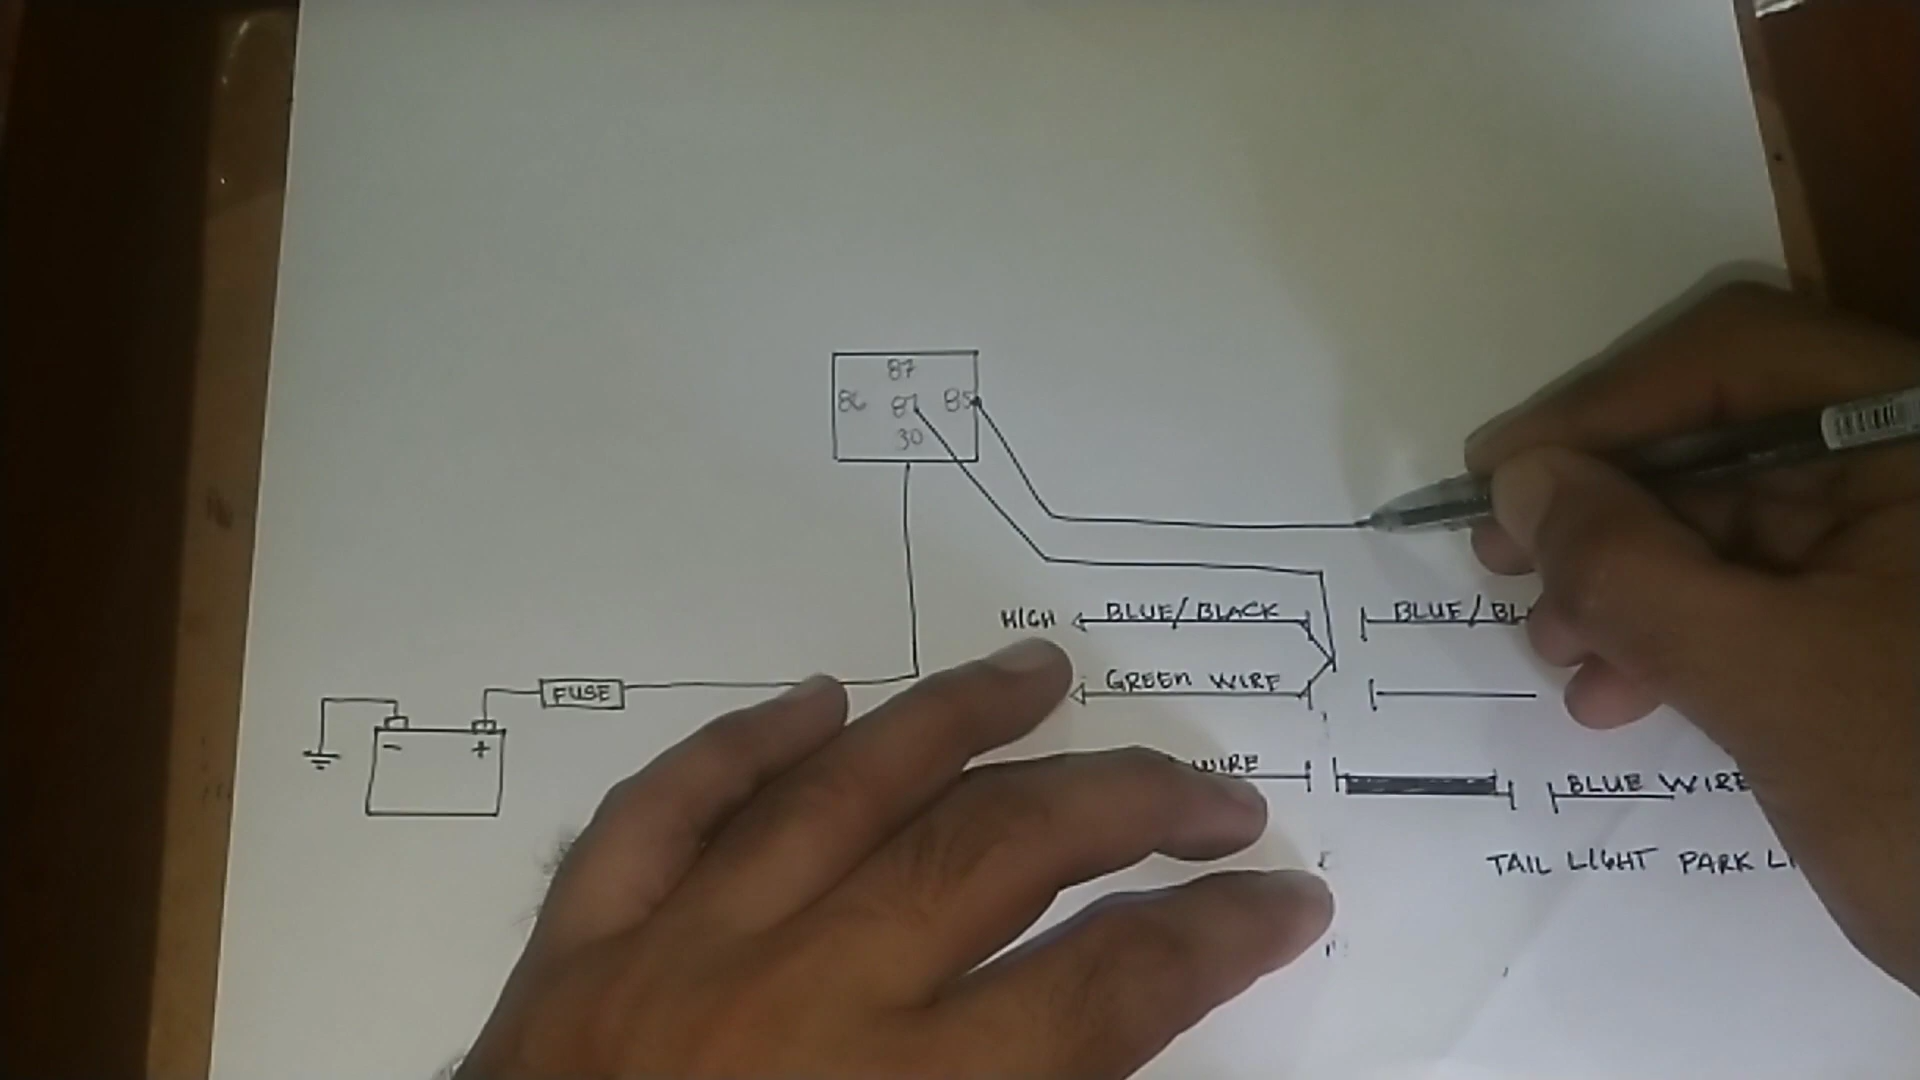 87
86 87 85
30
HIGH BLUE/BLACK BLUE/BL
GREEN WIRE
FUSE
- +
WIRE BLUE WIRE
TAIL LIGHT PARK LI